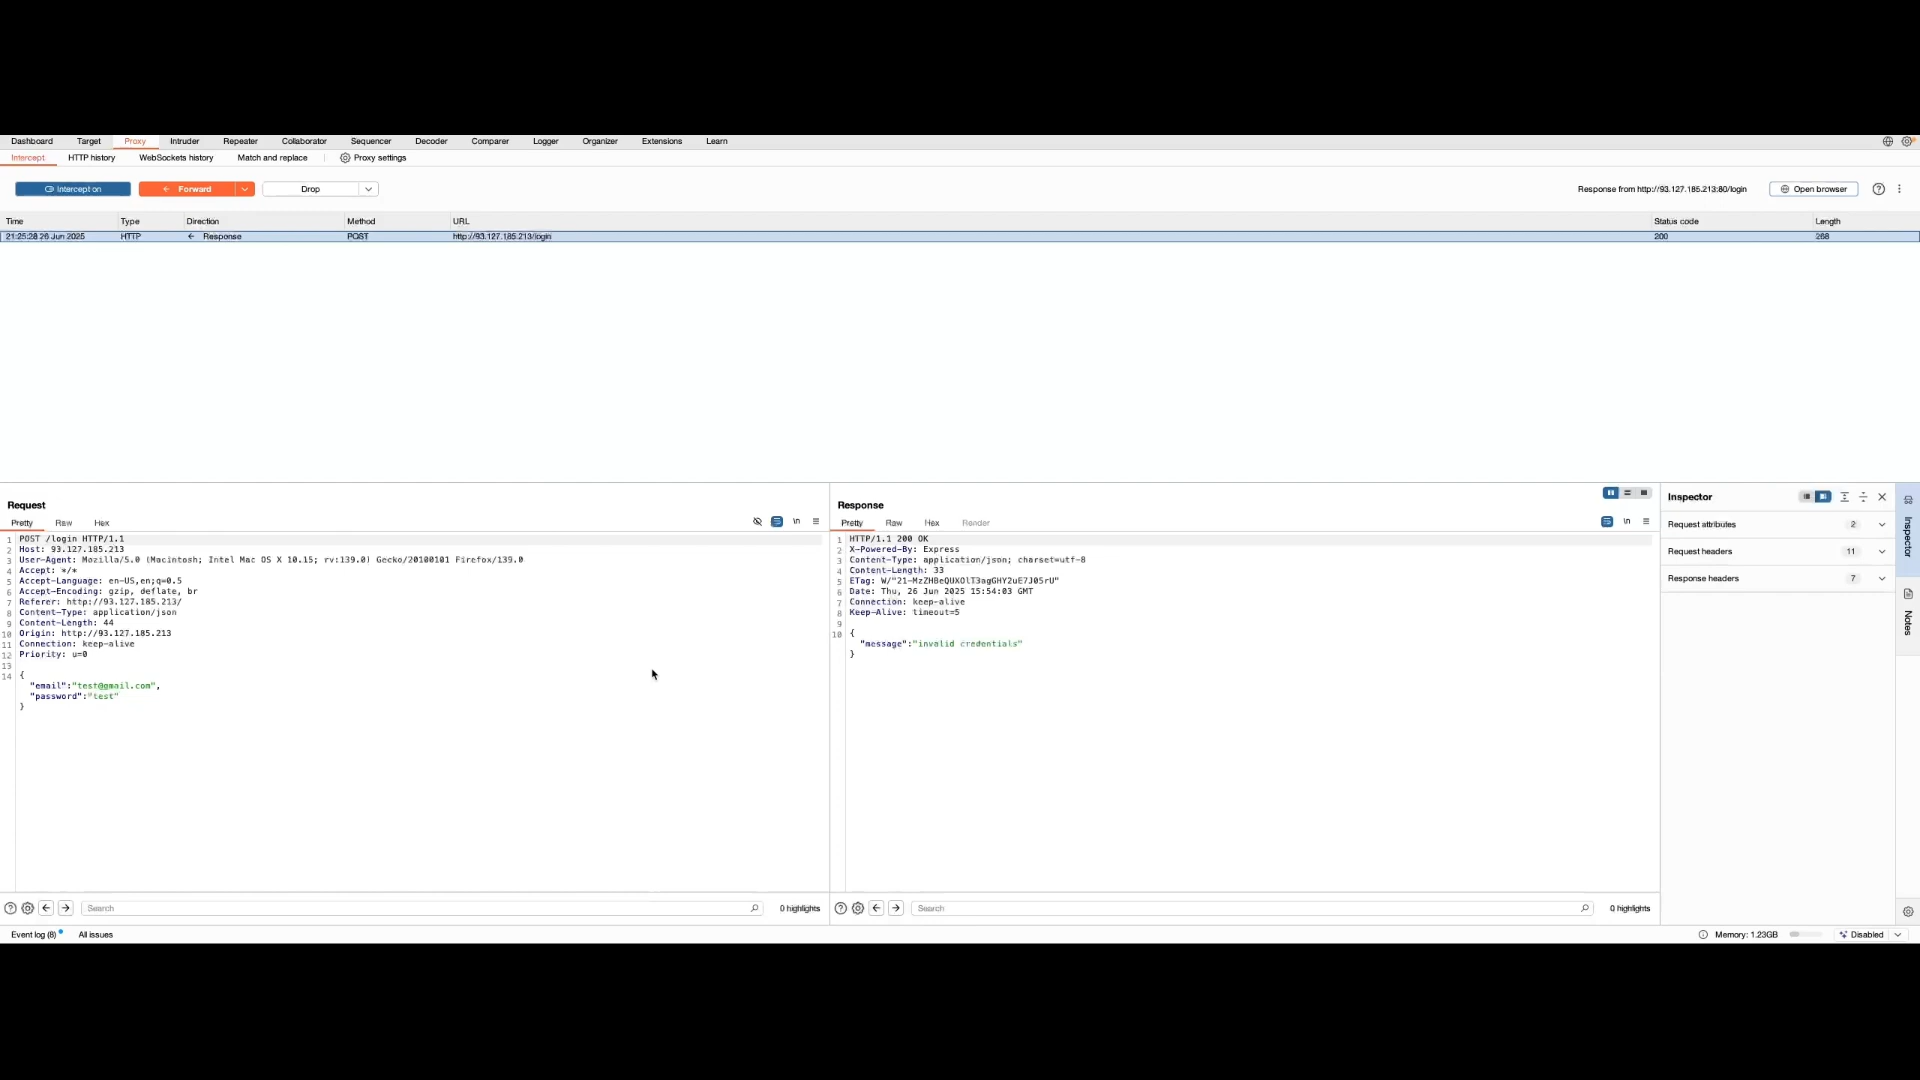 Dashboard Target Proxy Intruder Repeater Collaborator Sequencer Decoder Comparer Logger Organizer Extensions Learn
Intercept HTTP history WebSockets history Match and replace Proxy settings
Intercept on Forward Drop Response from http://93.127.185.213:80/login Open browser
Time Type Direction Method URL Status code Length
21:25:28 26 Jun 2025 HTTP Response POST http://93.127.185.213/login 200 268
Request
Pretty Raw Hex \n
1 POST /login HTTP/1.1
2 Host: 93.127.185.213
3 User-Agent: Mozilla/5.0 (Macintosh; Intel Mac OS X 10.15; rv:139.0) Gecko/20100101 Firefox/139.0
4 Accept: */*
5 Accept-Language: en-US,en;q=0.5
6 Accept-Encoding: gzip, deflate, br
7 Referer: http://93.127.185.213/
8 Content-Type: application/json
9 Content-Length: 44
10 Origin: http://93.127.185.213
11 Connection: keep-alive
12 Priority: u=0
13
14 {
"email":"test@gmail.com",
"password":"test"
}
Search 0 highlights
Response
Pretty Raw Hex Render \n
1 HTTP/1.1 200 OK
2 X-Powered-By: Express
3 Content-Type: application/json; charset=utf-8
4 Content-Length: 33
5 ETag: W/"21-MzZHBeQUXOlT3agGHY2uE7J05rU"
6 Date: Thu, 26 Jun 2025 15:54:03 GMT
7 Connection: keep-alive
8 Keep-Alive: timeout=5
9
10 {
"message":"invalid credentials"
}
Search 0 highlights
Inspector
Request attributes 2
Request headers 11
Response headers 7
Inspector
Notes
Event log (8) All issues Memory: 1.23GB Disabled